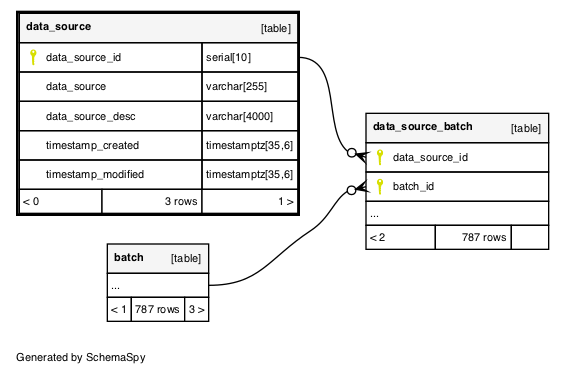 data_source [table]
data_source_id serial[10]
data_source varchar[255]
data_source_desc varchar[4000]
timestamp_created timestamptz[35,6]
timestamp_modified timestamptz[35,6]
< 0 3 rows 1 >
data_source_batch [table]
data_source_id
batch_id
...
< 2 787 rows
batch [table]
...
< 1 787 rows 3 >
Generated by SchemaSpy